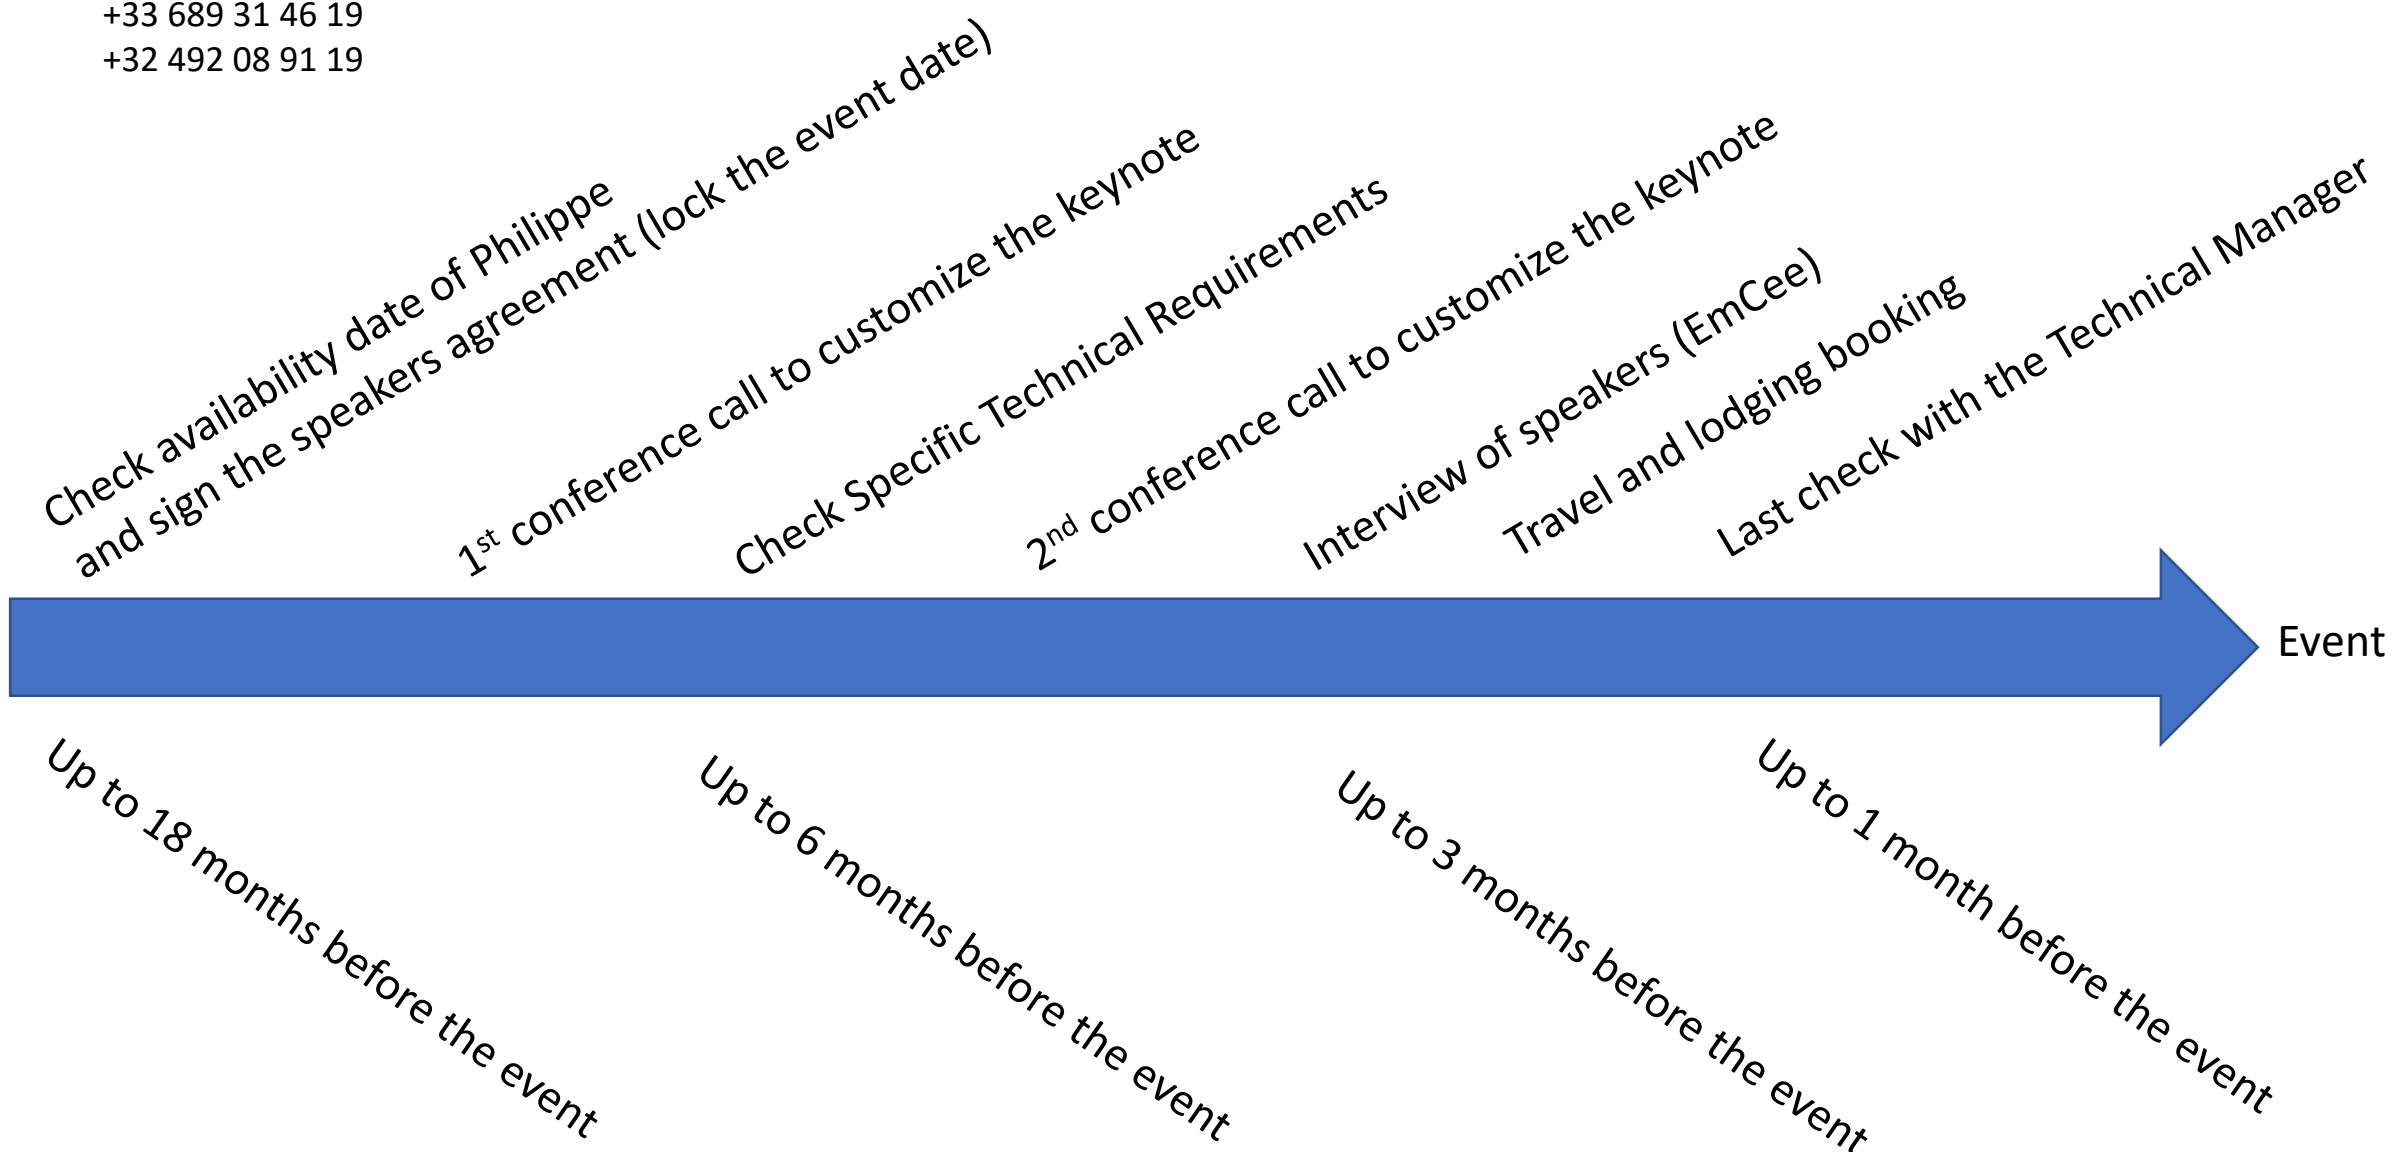 +33 689 31 46 19
+32 492 08 91 19
Check availability date of Philippe
and sign the speakers agreement (lock the event date)
1st conference call to customize the keynote
Check Specific Technical Requirements
2nd conference call to customize the keynote
Interview of speakers (EmCee)
Travel and lodging booking
Last check with the Technical Manager
Event
Up to 18 months before the event
Up to 6 months before the event
Up to 3 months before the event
Up to 1 month before the event